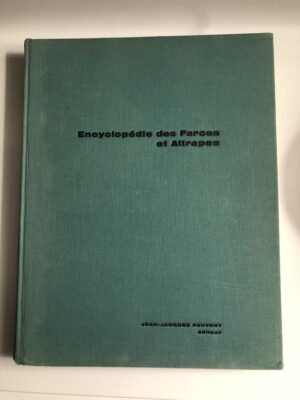 Encyclopédie des Farces
et Attrapes
JEAN-JACQUES PAUVERT
éditeur